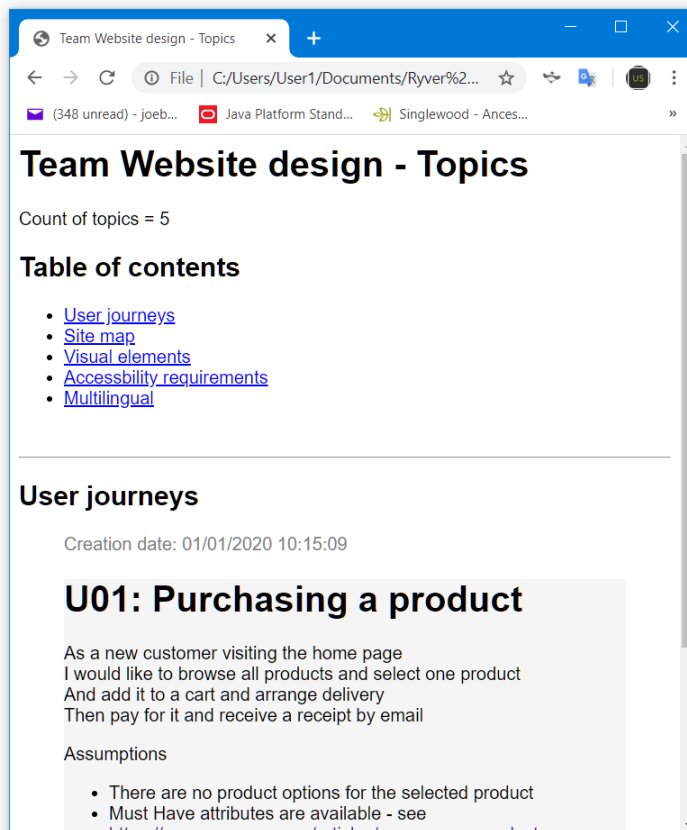 Team Website design - Topics
File | C:/Users/User1/Documents/Ryver%2...
US
(348 unread) - joeb...
Java Platform Stand...
Singlewood - Ances...
»
Team Website design - Topics
Count of topics = 5
Table of contents
• User journeys
• Site map
• Visual elements
• Accessbility requirements
• Multilingual
User journeys
Creation date: 01/01/2020 10:15:09
U01: Purchasing a product
As a new customer visiting the home page
I would like to browse all products and select one product
And add it to a cart and arrange delivery
Then pay for it and receive a receipt by email
Assumptions
• There are no product options for the selected product
• Must Have attributes are available - see